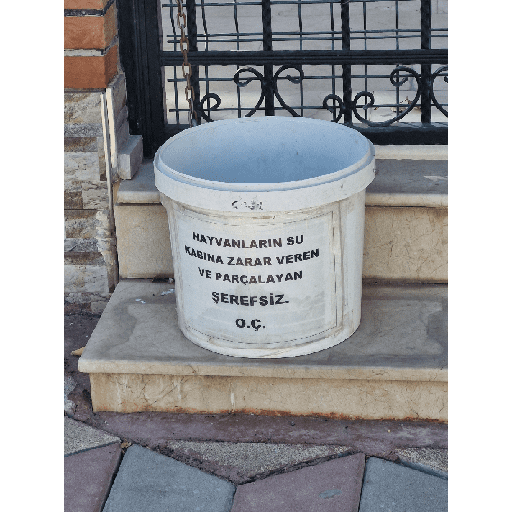 HAYVANLARIN SU
KABINA ZARAR VEREN
VE PARÇALAYAN
ŞEREFSİZ.
O.Ç.